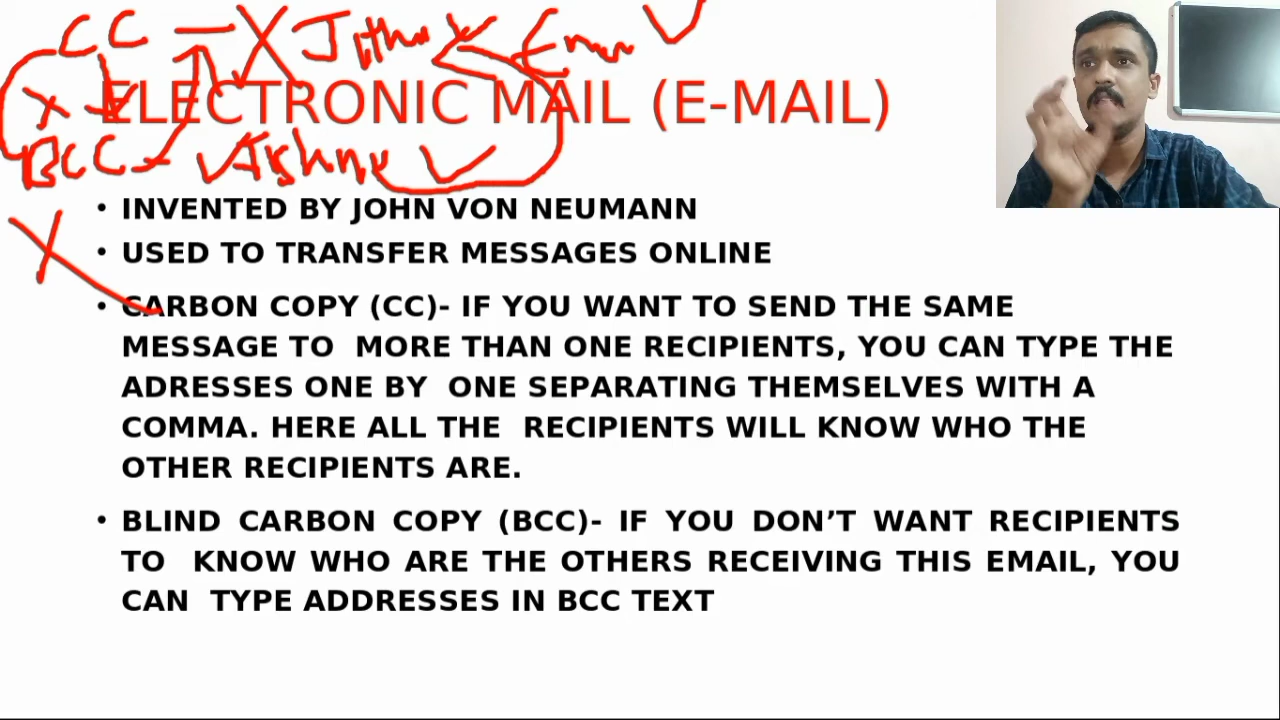 CC -
ELECTRONIC MAIL (E-MAIL)
BCC -
• INVENTED BY JOHN VON NEUMANN
• USED TO TRANSFER MESSAGES ONLINE
• CARBON COPY (CC)- IF YOU WANT TO SEND THE SAME
MESSAGE TO MORE THAN ONE RECIPIENTS, YOU CAN TYPE THE
ADRESSES ONE BY ONE SEPARATING THEMSELVES WITH A
COMMA. HERE ALL THE RECIPIENTS WILL KNOW WHO THE
OTHER RECIPIENTS ARE.
• BLIND CARBON COPY (BCC)- IF YOU DON’T WANT RECIPIENTS
TO KNOW WHO ARE THE OTHERS RECEIVING THIS EMAIL, YOU
CAN TYPE ADDRESSES IN BCC TEXT